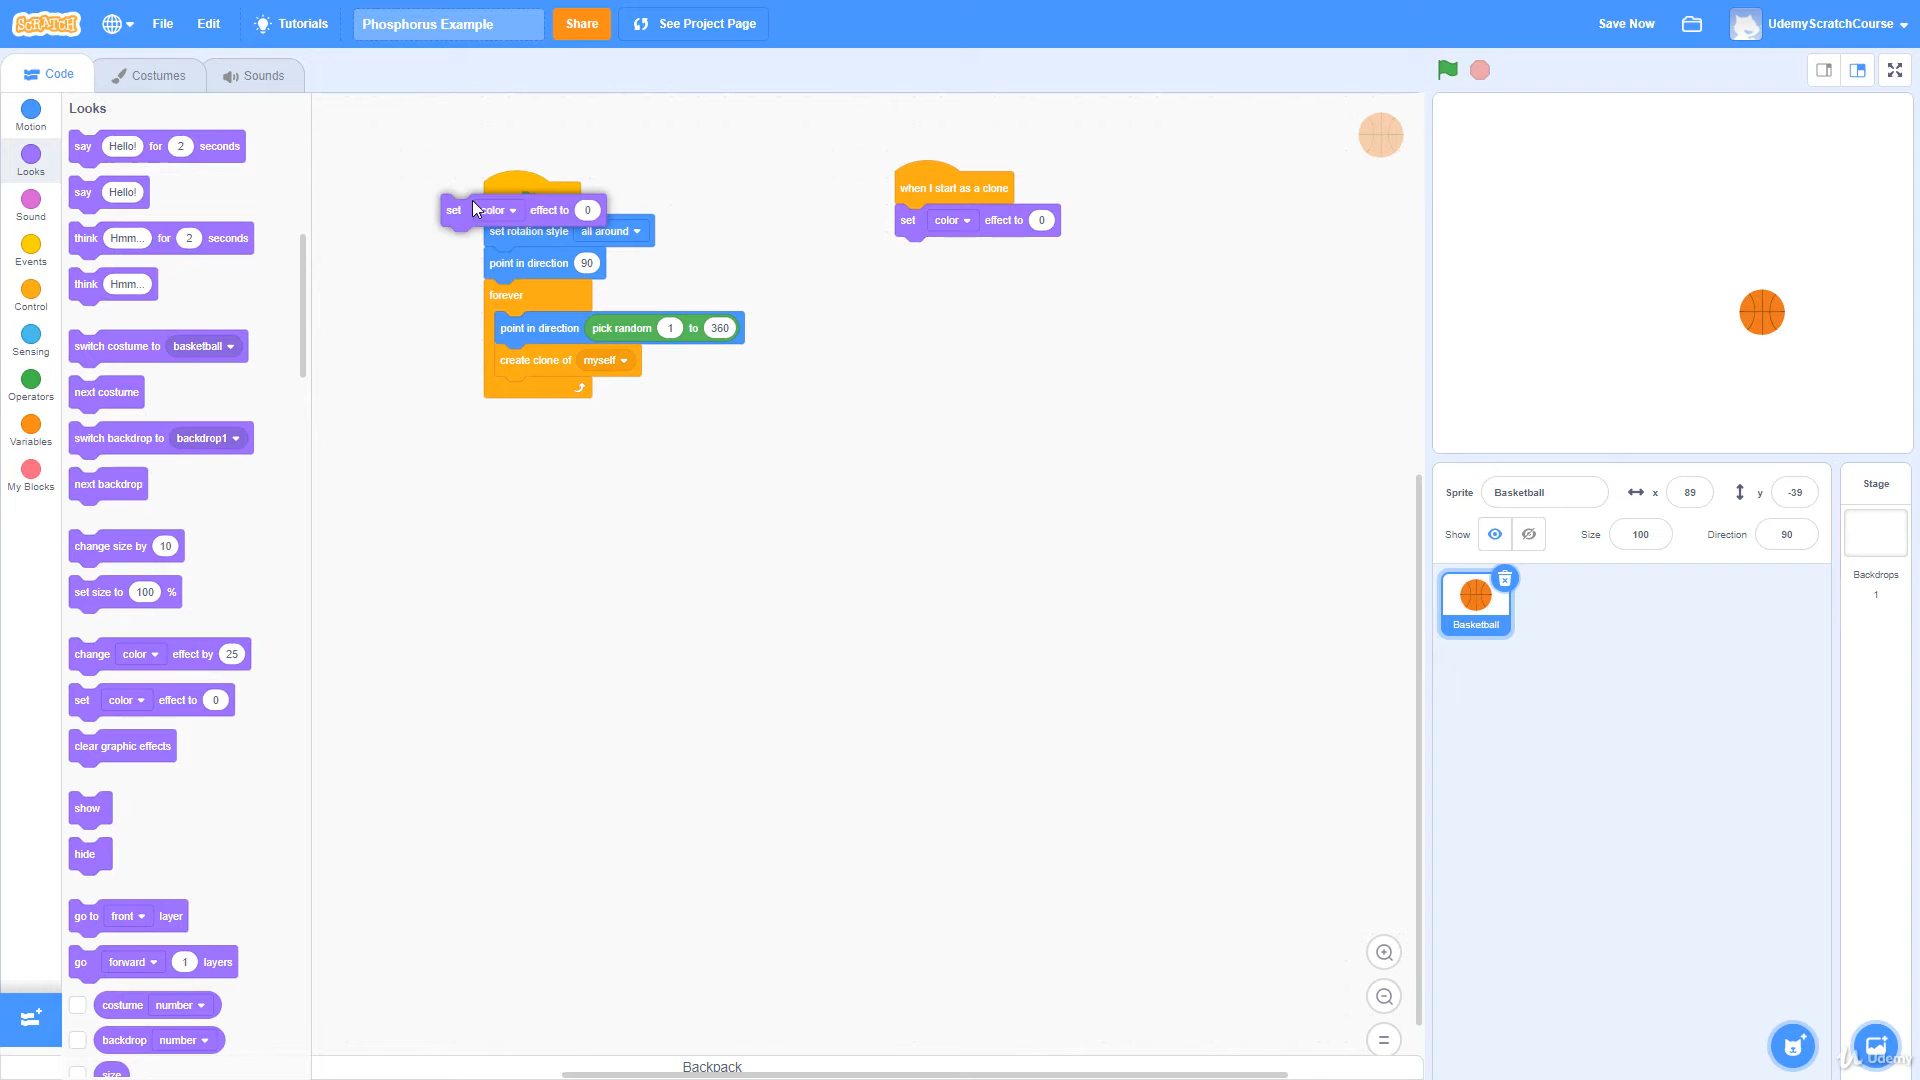 SCRATCH
File
Edit
Tutorials
Phosphorus Example
Share
See Project Page
Save Now
UdemyScratchCourse
Code
Costumes
Sounds
Motion
Looks
Sound
Events
Control
Sensing
Operators
Variables
My Blocks
Looks
say Hello! for 2 seconds
say Hello!
think Hmm... for 2 seconds
think Hmm...
switch costume to basketball
next costume
switch backdrop to backdrop1
next backdrop
change size by 10
set size to 100 %
change color effect by 25
set color effect to 0
clear graphic effects
show
hide
go to front layer
go forward 1 layers
costume number
backdrop number
size
set color effect to 0
set rotation style all around
point in direction 90
forever
point in direction pick random 1 to 360
create clone of myself
when I start as a clone
set color effect to 0
Backpack
Sprite Basketball x 89 y -39
Show Size 100 Direction 90
Basketball
Stage
Backdrops
1
Udemy